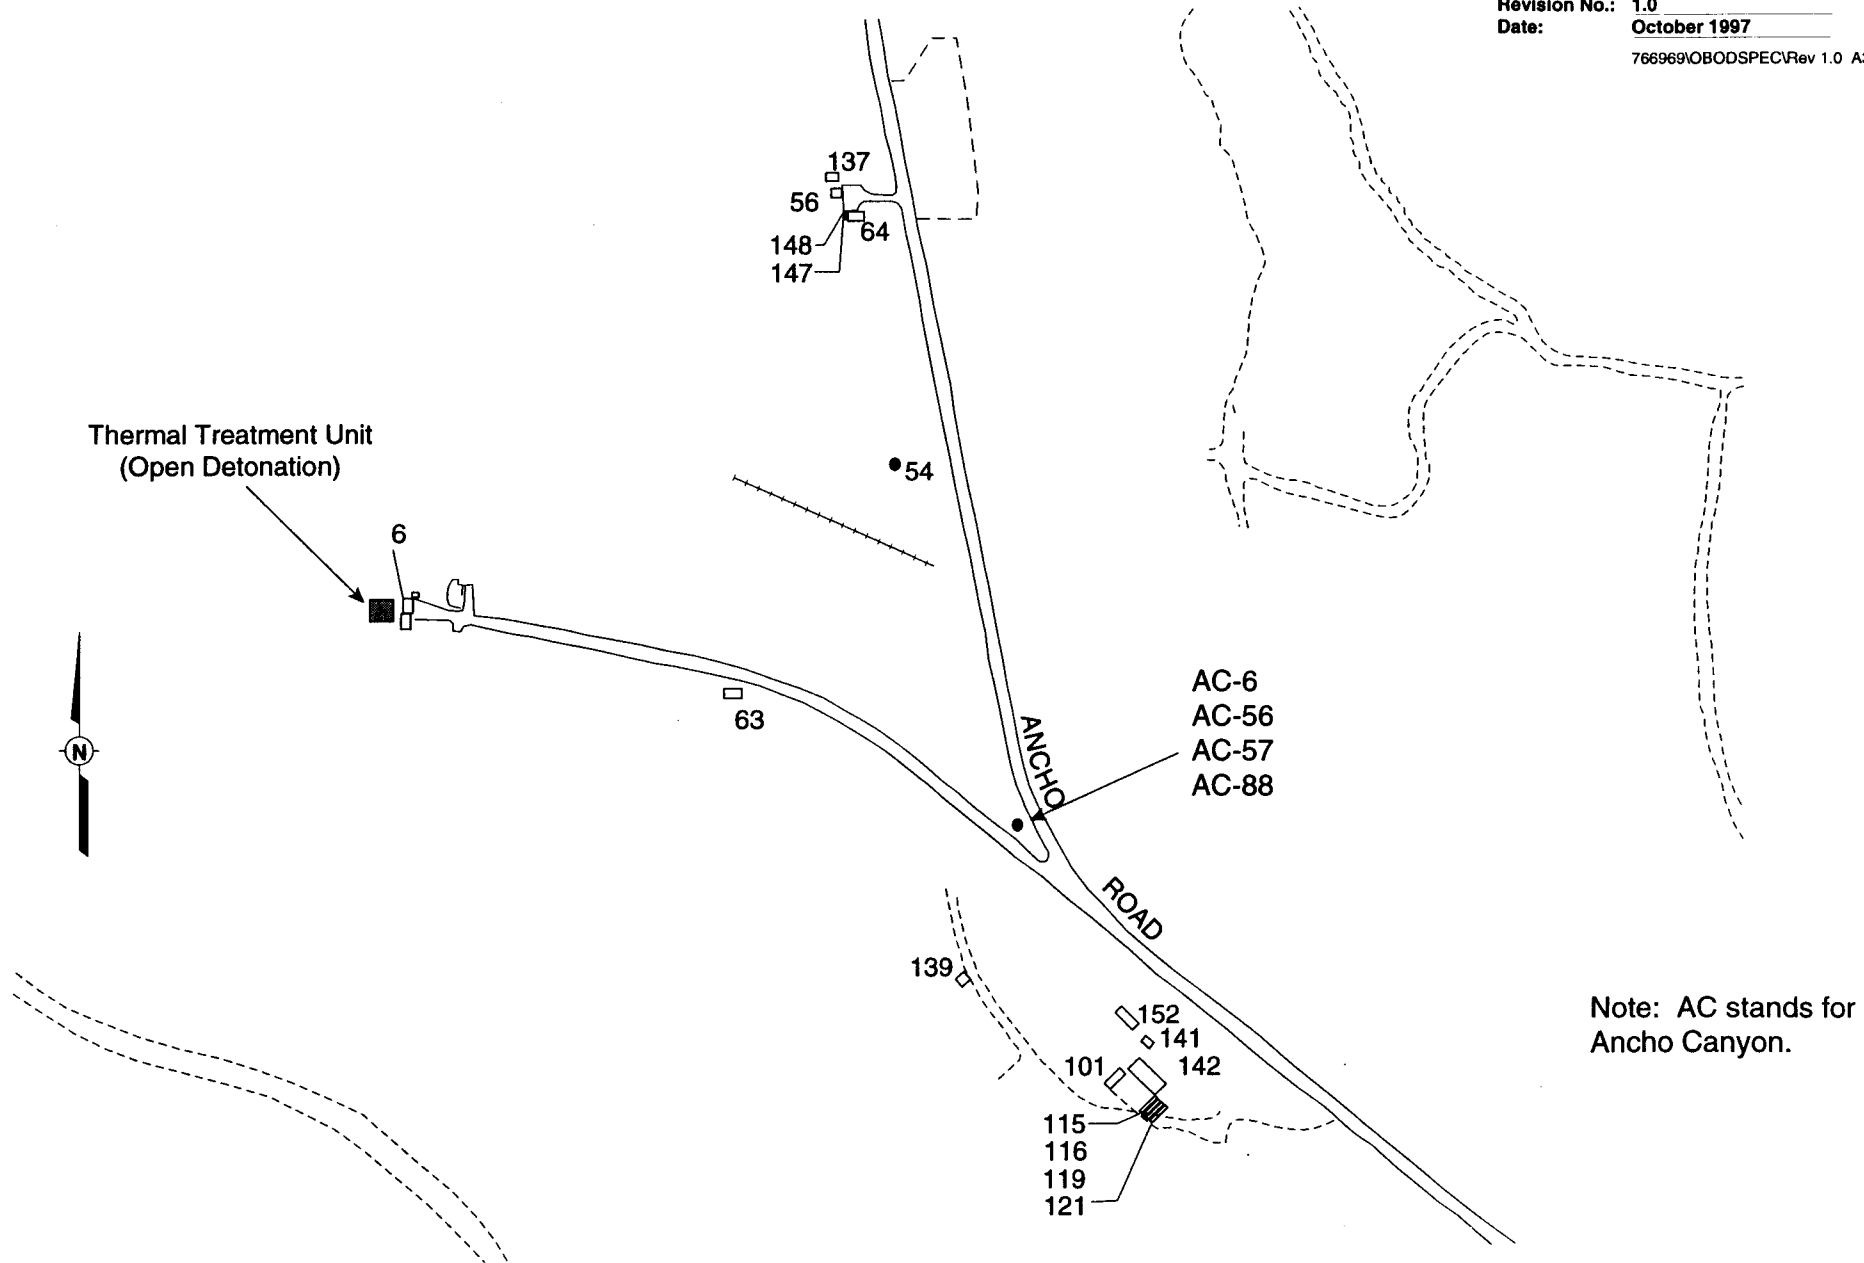 Revision No.: 1.0
Date: October 1997
766969\OBODSPEC\Rev 1.0
137
56
64
148
147
Thermal Treatment Unit
(Open Detonation)
54
6
63
N
AC-6
AC-56
AC-57
AC-88
ANCHO
ROAD
139
152
141
101
142
115
116
119
121
Note: AC stands for
Ancho Canyon.